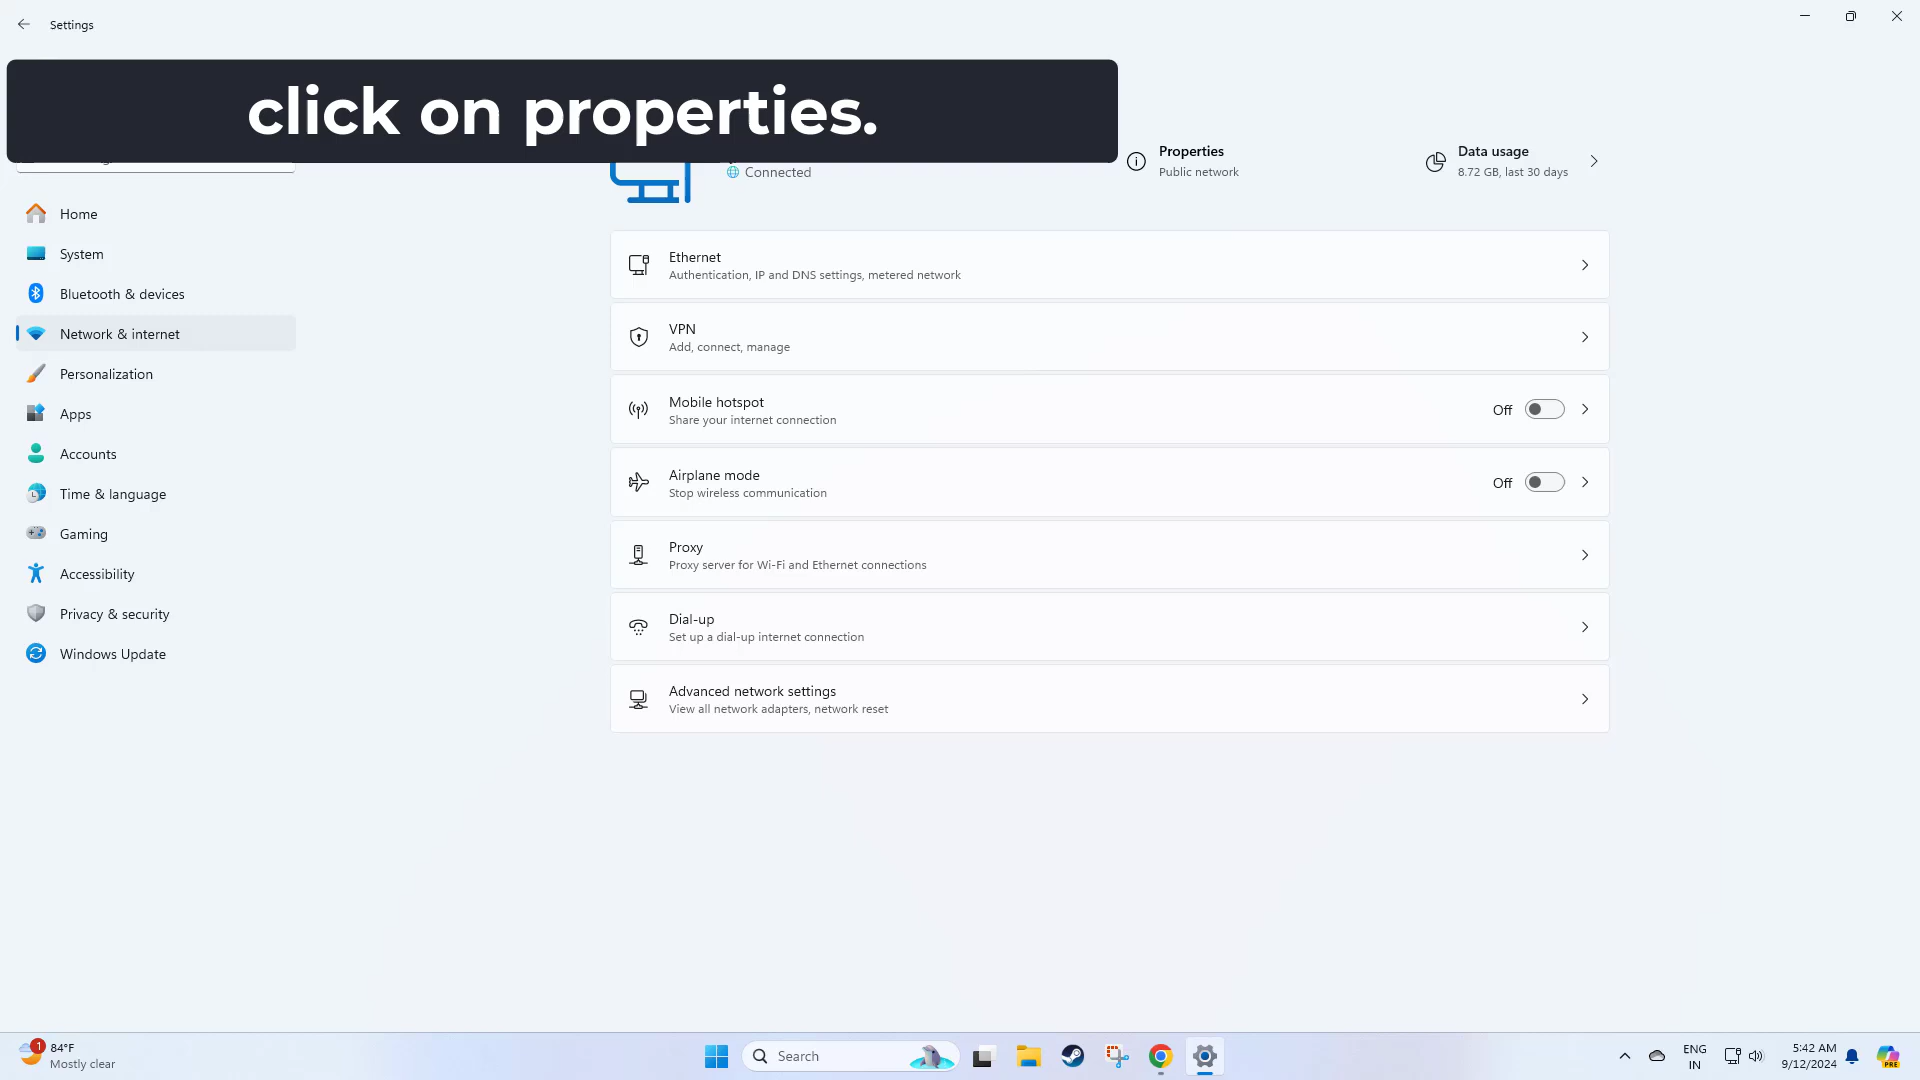 Settings
click on properties.
Connected
Properties
Public network
Data usage
8.72 GB, last 30 days
Home
System
Bluetooth & devices
Network & internet
Personalization
Apps
Accounts
Time & language
Gaming
Accessibility
Privacy & security
Windows Update
Ethernet
Authentication, IP and DNS settings, metered network
VPN
Add, connect, manage
Mobile hotspot
Share your internet connection
Off
Airplane mode
Stop wireless communication
Off
Proxy
Proxy server for Wi-Fi and Ethernet connections
Dial-up
Set up a dial-up internet connection
Advanced network settings
View all network adapters, network reset
1
84°F
Mostly clear
Search
ENG
IN
5:42 AM
9/12/2024
PRE